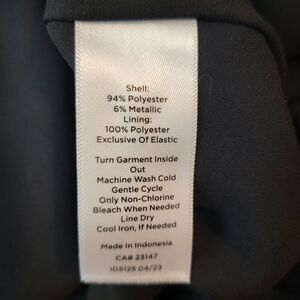 Shell:
94% Polyester
6% Metallic
Lining:
100% Polyester
Exclusive Of Elastic
Turn Garment Inside
Out
Machine Wash Cold
Gentle Cycle
Only Non-Chlorine
Bleach When Needed
Line Dry
Cool Iron, If Needed
Made In Indonesia
CA# 23147
ID5125 04/23